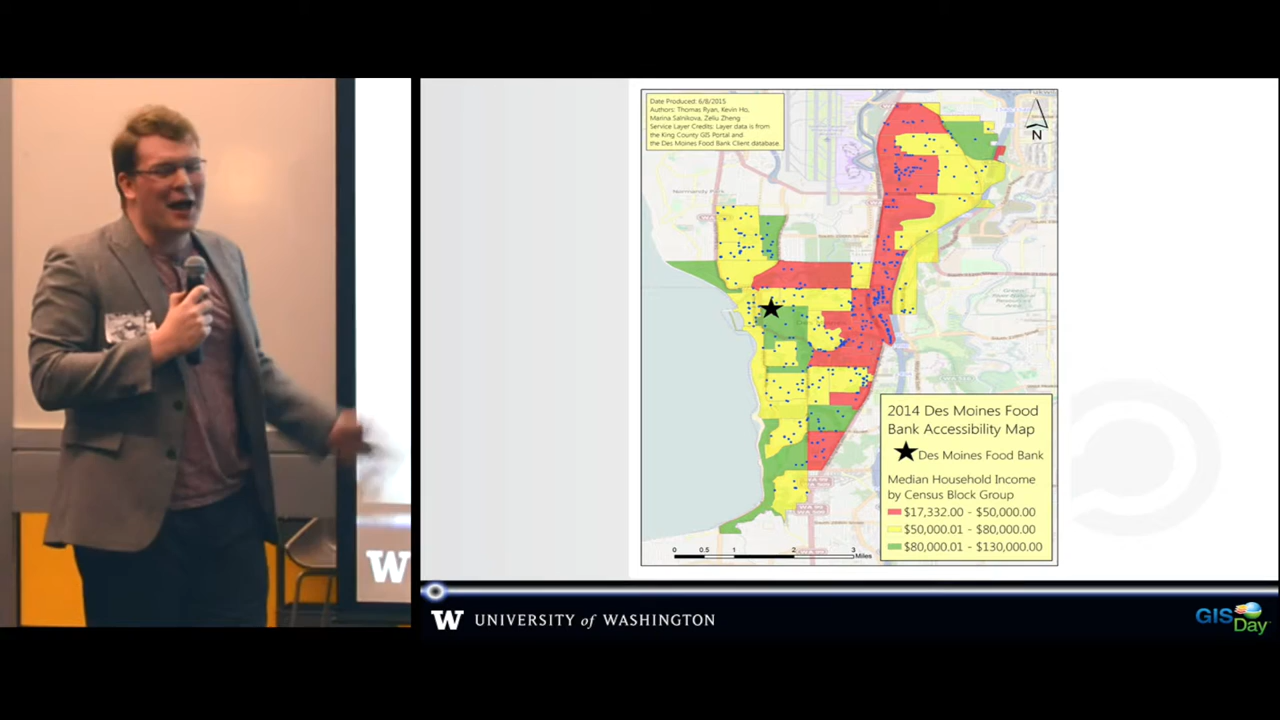 Date Produced: 6/8/2015
Authors: Thomas Ryan, Kevin Ho,
Marina Salnikova, Zeliu Zheng
Service Layer Credits: Layer data is from
the King County GIS Portal and
the Des Moines Food Bank Client database.
N
Normandy Park
2014 Des Moines Food
Bank Accessibility Map
Des Moines Food Bank
Median Household Income
by Census Block Group
$17,332.00 - $50,000.00
$50,000.01 - $80,000.00
$80,000.01 - $130,000.00
0 0.5 1 2 3
Miles
W
W UNIVERSITY of WASHINGTON
GIS
Day